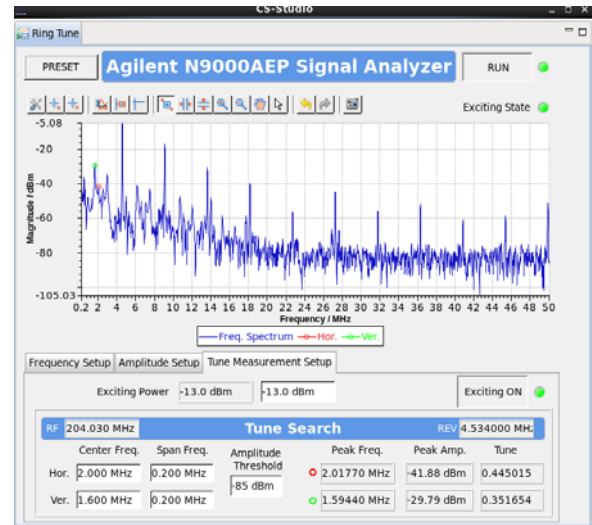 CS-Studio
Ring Tune
PRESET
Agilent N9000AEP Signal Analyzer
RUN
Exciting State
-5.08
-20
-40
-60
-80
-105.03
Magnitude / dBm
0.2 2 4 6 8 10 12 14 16 18 20 22 24 26 28 30 32 34 36 38 40 42 44 46 48 50
Frequency / MHz
Freq. Spectrum Hor. Ver.
Frequency Setup Amplitude Setup Tune Measurement Setup
Exciting Power -13.0 dBm -13.0 dBm Exciting ON
RF 204.030 MHz Tune Search REV 4.534000 MHz
Center Freq. Span Freq. Amplitude Threshold Peak Freq. Peak Amp. Tune
Hor. 2.000 MHz 0.200 MHz -85 dBm 2.01770 MHz -41.88 dBm 0.445015
Ver. 1.600 MHz 0.200 MHz 1.59440 MHz -29.79 dBm 0.351654